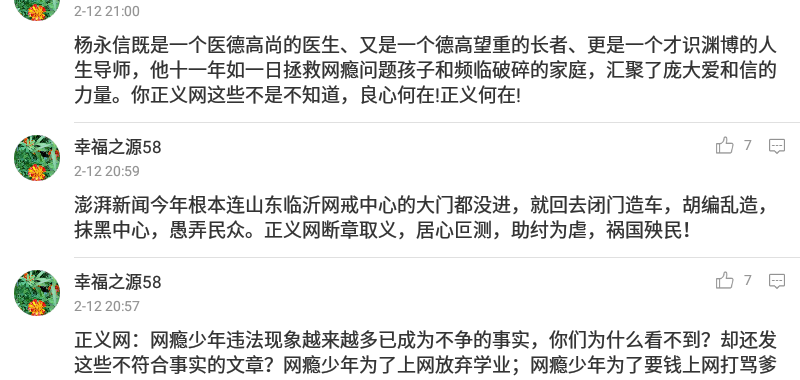 2-12 21:00
杨永信既是一个医德高尚的医生、又是一个德高望重的长者、更是一个才识渊博的人
生导师，他十一年如一日拯救网瘾问题孩子和频临破碎的家庭，汇聚了庞大爱和信的
力量。你正义网这些不是不知道，良心何在!正义何在!
幸福之源58
7
2-12 20:59
澎湃新闻今年根本连山东临沂网戒中心的大门都没进，就回去闭门造车，胡编乱造，
抹黑中心，愚弄民众。正义网断章取义，居心叵测，助纣为虐，祸国殃民！
幸福之源58
7
2-12 20:57
正义网：网瘾少年违法现象越来越多已成为不争的事实，你们为什么看不到？却还发
这些不符合事实的文章？网瘾少年为了上网放弃学业；网瘾少年为了要钱上网打骂爹